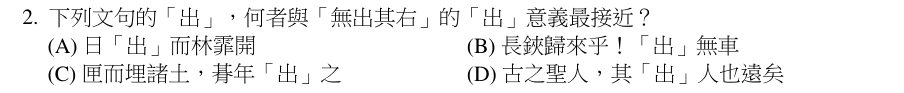 2. 下列文句的「出」，何者與「無出其右」的「出」意義最接近？
(A) 日「出」而林霏開 (B) 長鋏歸來乎！「出」無車
(C) 匣而埋諸土，朞年「出」之 (D) 古之聖人，其「出」人也遠矣